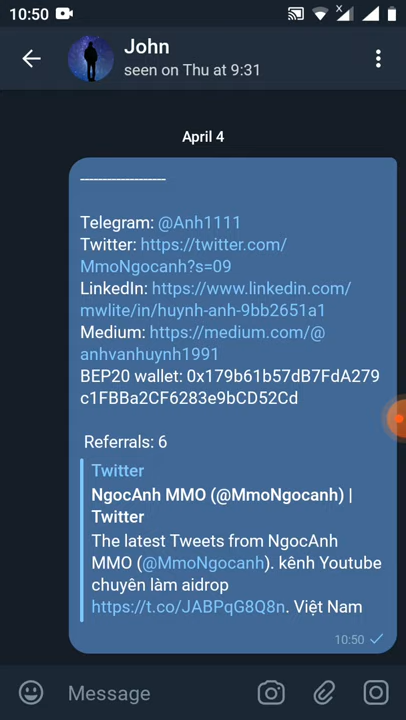 10:50
John
seen on Thu at 9:31
April 4
-------------------
Telegram: @Anh1111
Twitter: https://twitter.com/
MmoNgocanh?s=09
LinkedIn: https://www.linkedin.com/
mwlite/in/huynh-anh-9bb2651a1
Medium: https://medium.com/@
anhvanhuynh1991
BEP20 wallet: 0x179b61b57dB7FdA279
c1FBBa2CF6283e9bCD52Cd
Referrals: 6
Twitter
NgocAnh MMO (@MmoNgocanh) |
Twitter
The latest Tweets from NgocAnh
MMO (@MmoNgocanh). kênh Youtube
chuyên làm aidrop
https://t.co/JABPqG8Q8n. Việt Nam
10:50
Message